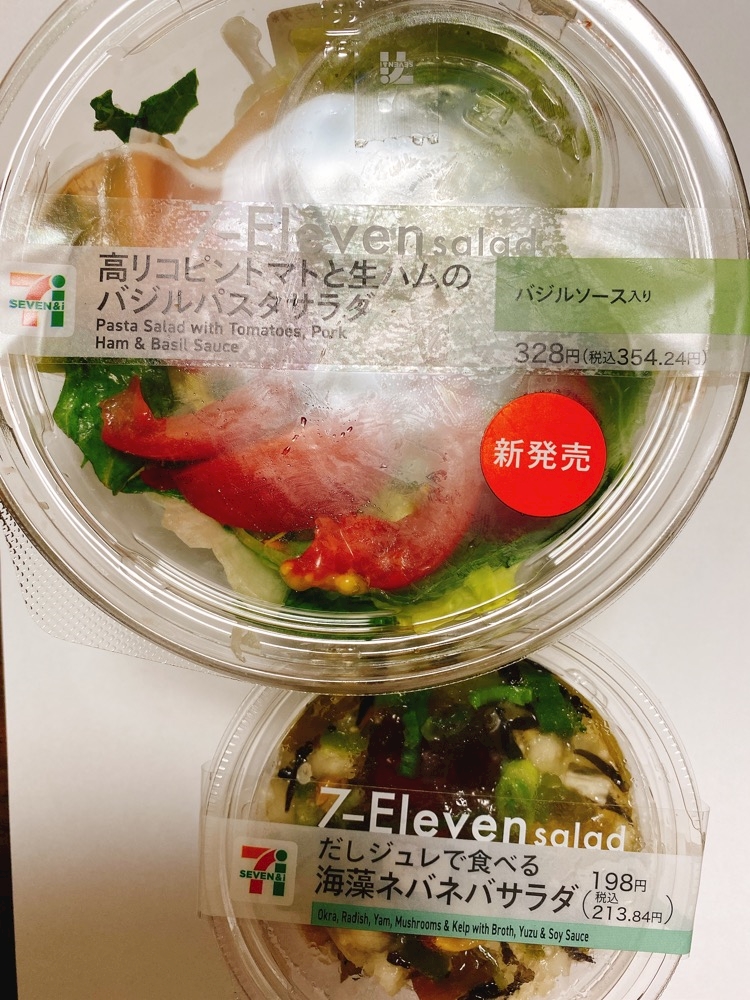 7-Eleven salad
高リコピントマトと生ハムの
バジルパスタサラダ
Pasta Salad with Tomatoes, Pork
Ham & Basil Sauce
SEVEN&i
バジルソース入り
328円(税込354.24円)
新発売
7-Eleven salad
SEVEN&i
だしジュレで食べる
海藻ネバネバサラダ
198円
(税込
213.84円)
Okra, Radish, Yam, Mushrooms & Kelp with Broth, Yuzu & Soy Sauce